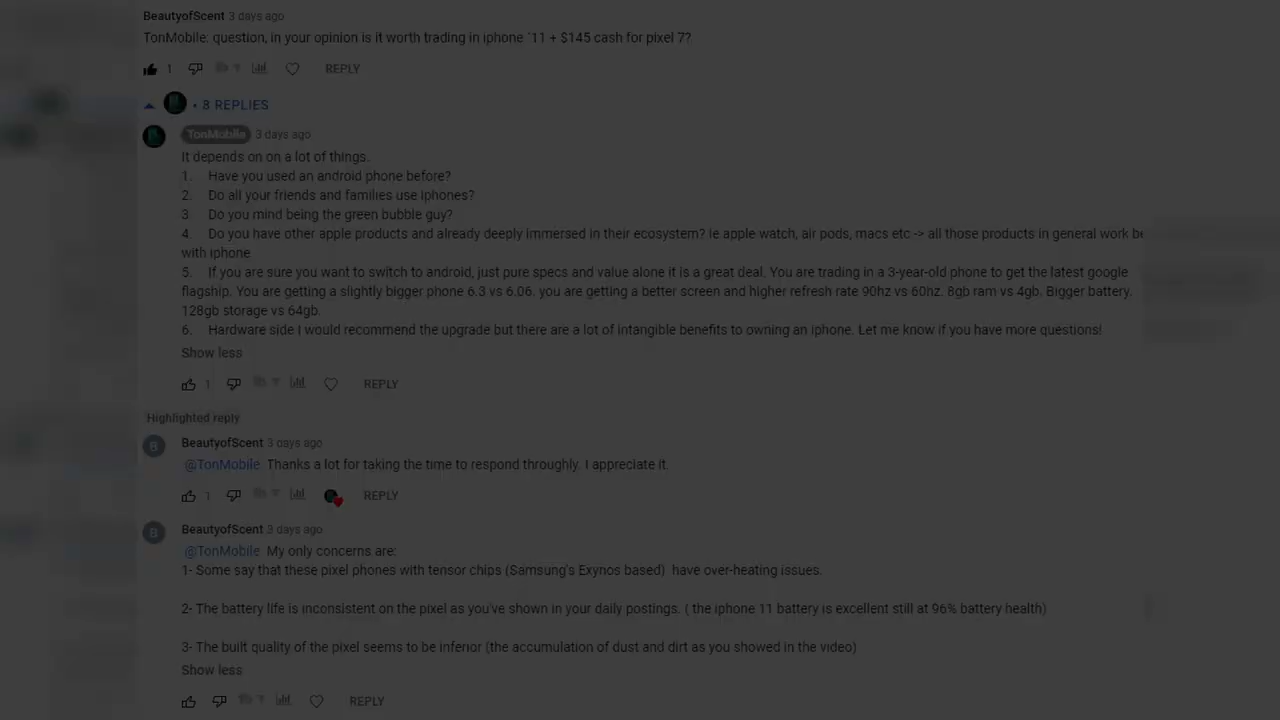 BeautyofScent 3 days ago
TonMobile: question, in your opinion is it worth trading in iphone `11 + $145 cash for pixel 7?
1 REPLY
• 8 REPLIES
TonMobile 3 days ago
It depends on on a lot of things.
1. Have you used an android phone before?
2. Do all your friends and families use iphones?
3. Do you mind being the green bubble guy?
4. Do you have other apple products and already deeply immersed in their ecosystem? Ie apple watch, air pods, macs etc -> all those products in general work be
with iphone
5. If you are sure you want to switch to android, just pure specs and value alone it is a great deal. You are trading in a 3-year-old phone to get the latest google
flagship. You are getting a slightly bigger phone 6.3 vs 6.06. you are getting a better screen and higher refresh rate 90hz vs 60hz. 8gb ram vs 4gb. Bigger battery.
128gb storage vs 64gb.
6. Hardware side I would recommend the upgrade but there are a lot of intangible benefits to owning an iphone. Let me know if you have more questions!
Show less
1 REPLY
Highlighted reply
B BeautyofScent 3 days ago
@TonMobile Thanks a lot for taking the time to respond throughly. I appreciate it.
1 REPLY
B BeautyofScent 3 days ago
@TonMobile My only concerns are:
1- Some say that these pixel phones with tensor chips (Samsung's Exynos based) have over-heating issues.
2- The battery life is inconsistent on the pixel as you've shown in your daily postings. ( the iphone 11 battery is excellent still at 96% battery health)
3- The built quality of the pixel seems to be inferior (the accumulation of dust and dirt as you showed in the video)
Show less
REPLY